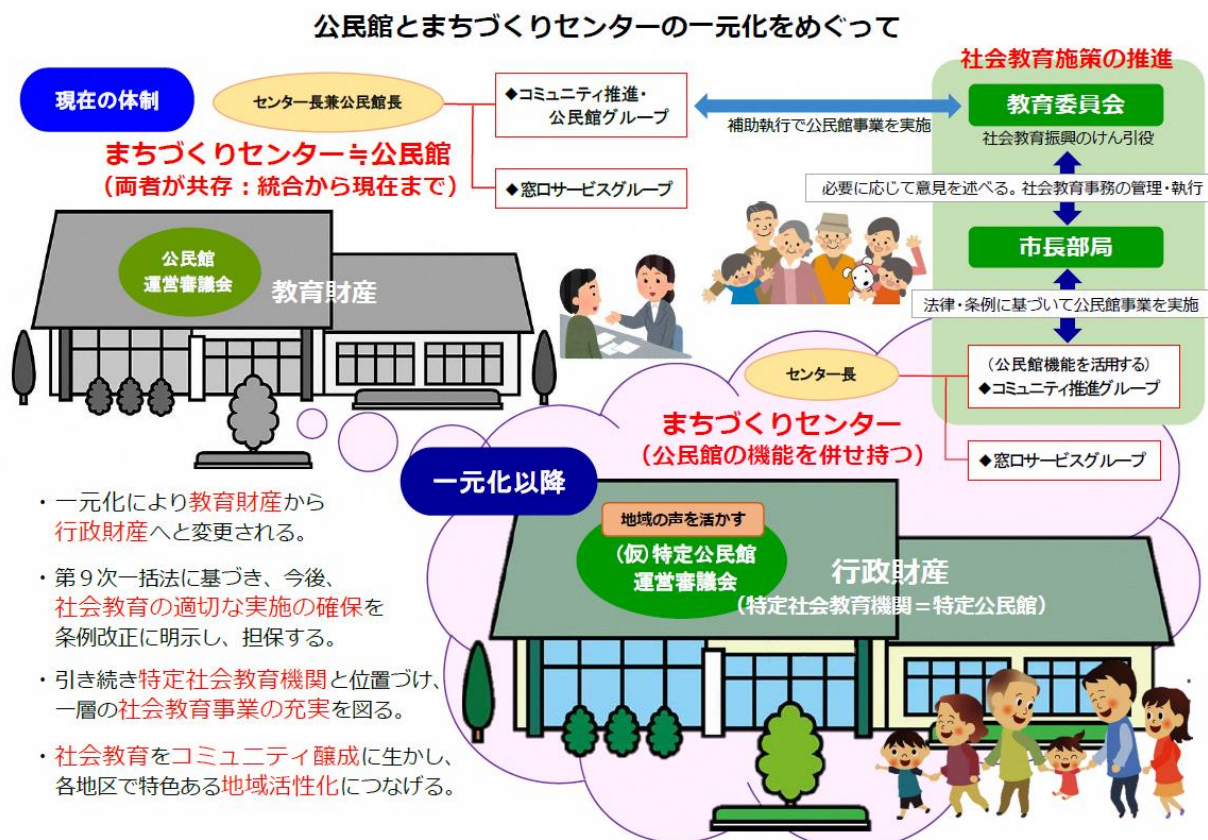 公民館とまちづくりセンターの一元化をめぐって
現在の体制
センター長兼公民館長
◆コミュニティ推進・
公民館グループ
◆窓口サービスグループ
まちづくりセンター≒公民館
(両者が共存:統合から現在まで)
補助執行で公民館事業を実施
社会教育施策の推進
教育委員会
社会教育振興のけん引役
必要に応じて意見を述べる。社会教育事務の管理・執行
市長部局
法律・条例に基づいて公民館事業を実施
公民館
運営審議会
教育財産
センター長
(公民館機能を活用する)
◆コミュニティ推進グループ
◆窓口サービスグループ
まちづくりセンター
(公民館の機能を併せ持つ)
一元化以降
地域の声を活かす
(仮)特定公民館
運営審議会
行政財産
(特定社会教育機関=特定公民館)
・一元化により教育財産から
行政財産へと変更される。
・第9次一括法に基づき、今後、
社会教育の適切な実施の確保を
条例改正に明示し、担保する。
・引き続き特定社会教育機関と位置づけ、
一層の社会教育事業の充実を図る。
・社会教育をコミュニティ醸成に生かし、
各地区で特色ある地域活性化につなげる。